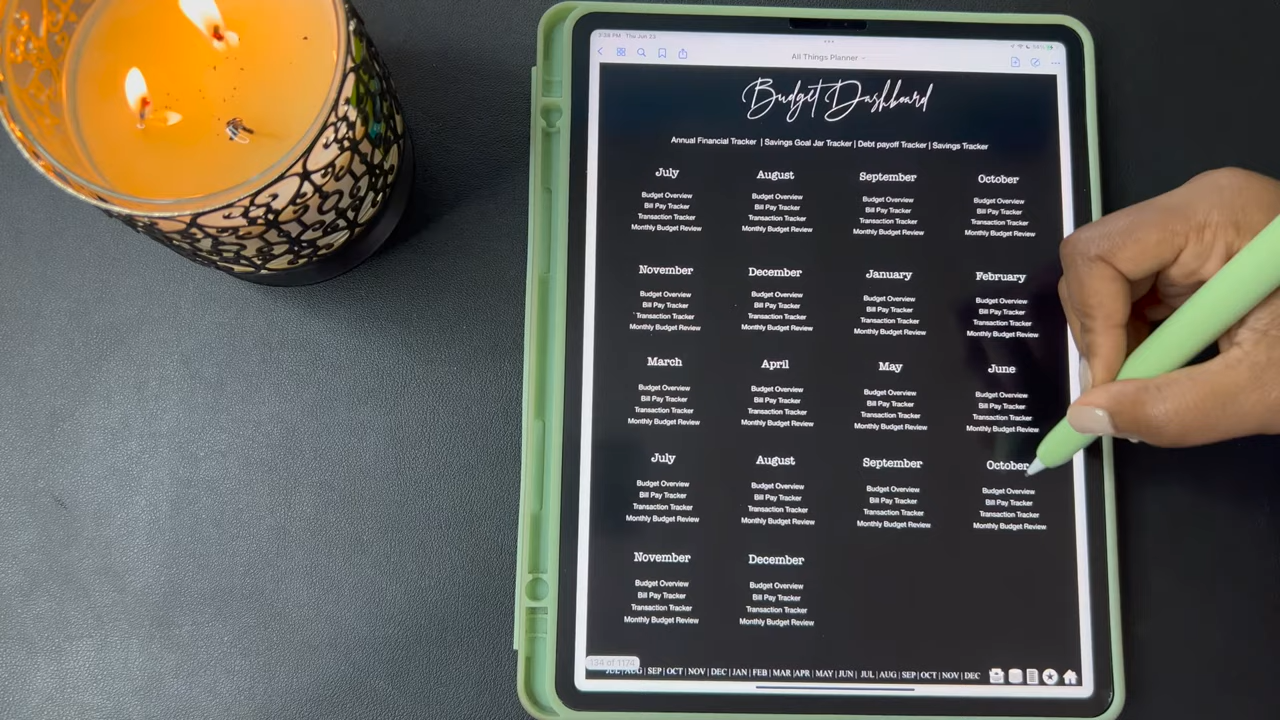 3:39 PM Thu Jun 23
All Things Planner
Budget Dashboard
Annual Financial Tracker | Savings Goal Jar Tracker | Debt payoff Tracker | Savings Tracker
July August September October
Budget Overview Budget Overview Budget Overview Budget Overview
Bill Pay Tracker Bill Pay Tracker Bill Pay Tracker Bill Pay Tracker
Transaction Tracker Transaction Tracker Transaction Tracker Transaction Tracker
Monthly Budget Review Monthly Budget Review Monthly Budget Review Monthly Budget Review
November December January February
Budget Overview Budget Overview Budget Overview Budget Overview
Bill Pay Tracker Bill Pay Tracker Bill Pay Tracker Bill Pay Tracker
Transaction Tracker Transaction Tracker Transaction Tracker Transaction Tracker
Monthly Budget Review Monthly Budget Review Monthly Budget Review Monthly Budget Review
March April May June
Budget Overview Budget Overview Budget Overview Budget Overview
Bill Pay Tracker Bill Pay Tracker Bill Pay Tracker Bill Pay Tracker
Transaction Tracker Transaction Tracker Transaction Tracker Transaction Tracker
Monthly Budget Review Monthly Budget Review Monthly Budget Review Monthly Budget Review
July August September October
Budget Overview Budget Overview Budget Overview Budget Overview
Bill Pay Tracker Bill Pay Tracker Bill Pay Tracker Bill Pay Tracker
Transaction Tracker Transaction Tracker Transaction Tracker Transaction Tracker
Monthly Budget Review Monthly Budget Review Monthly Budget Review Monthly Budget Review
November December
Budget Overview Budget Overview
Bill Pay Tracker Bill Pay Tracker
Transaction Tracker Transaction Tracker
Monthly Budget Review Monthly Budget Review
134 of 1174
JUL | AUG | SEP | OCT | NOV | DEC | JAN | FEB | MAR |APR | MAY | JUN | JUL | AUG | SEP | OCT | NOV | DEC